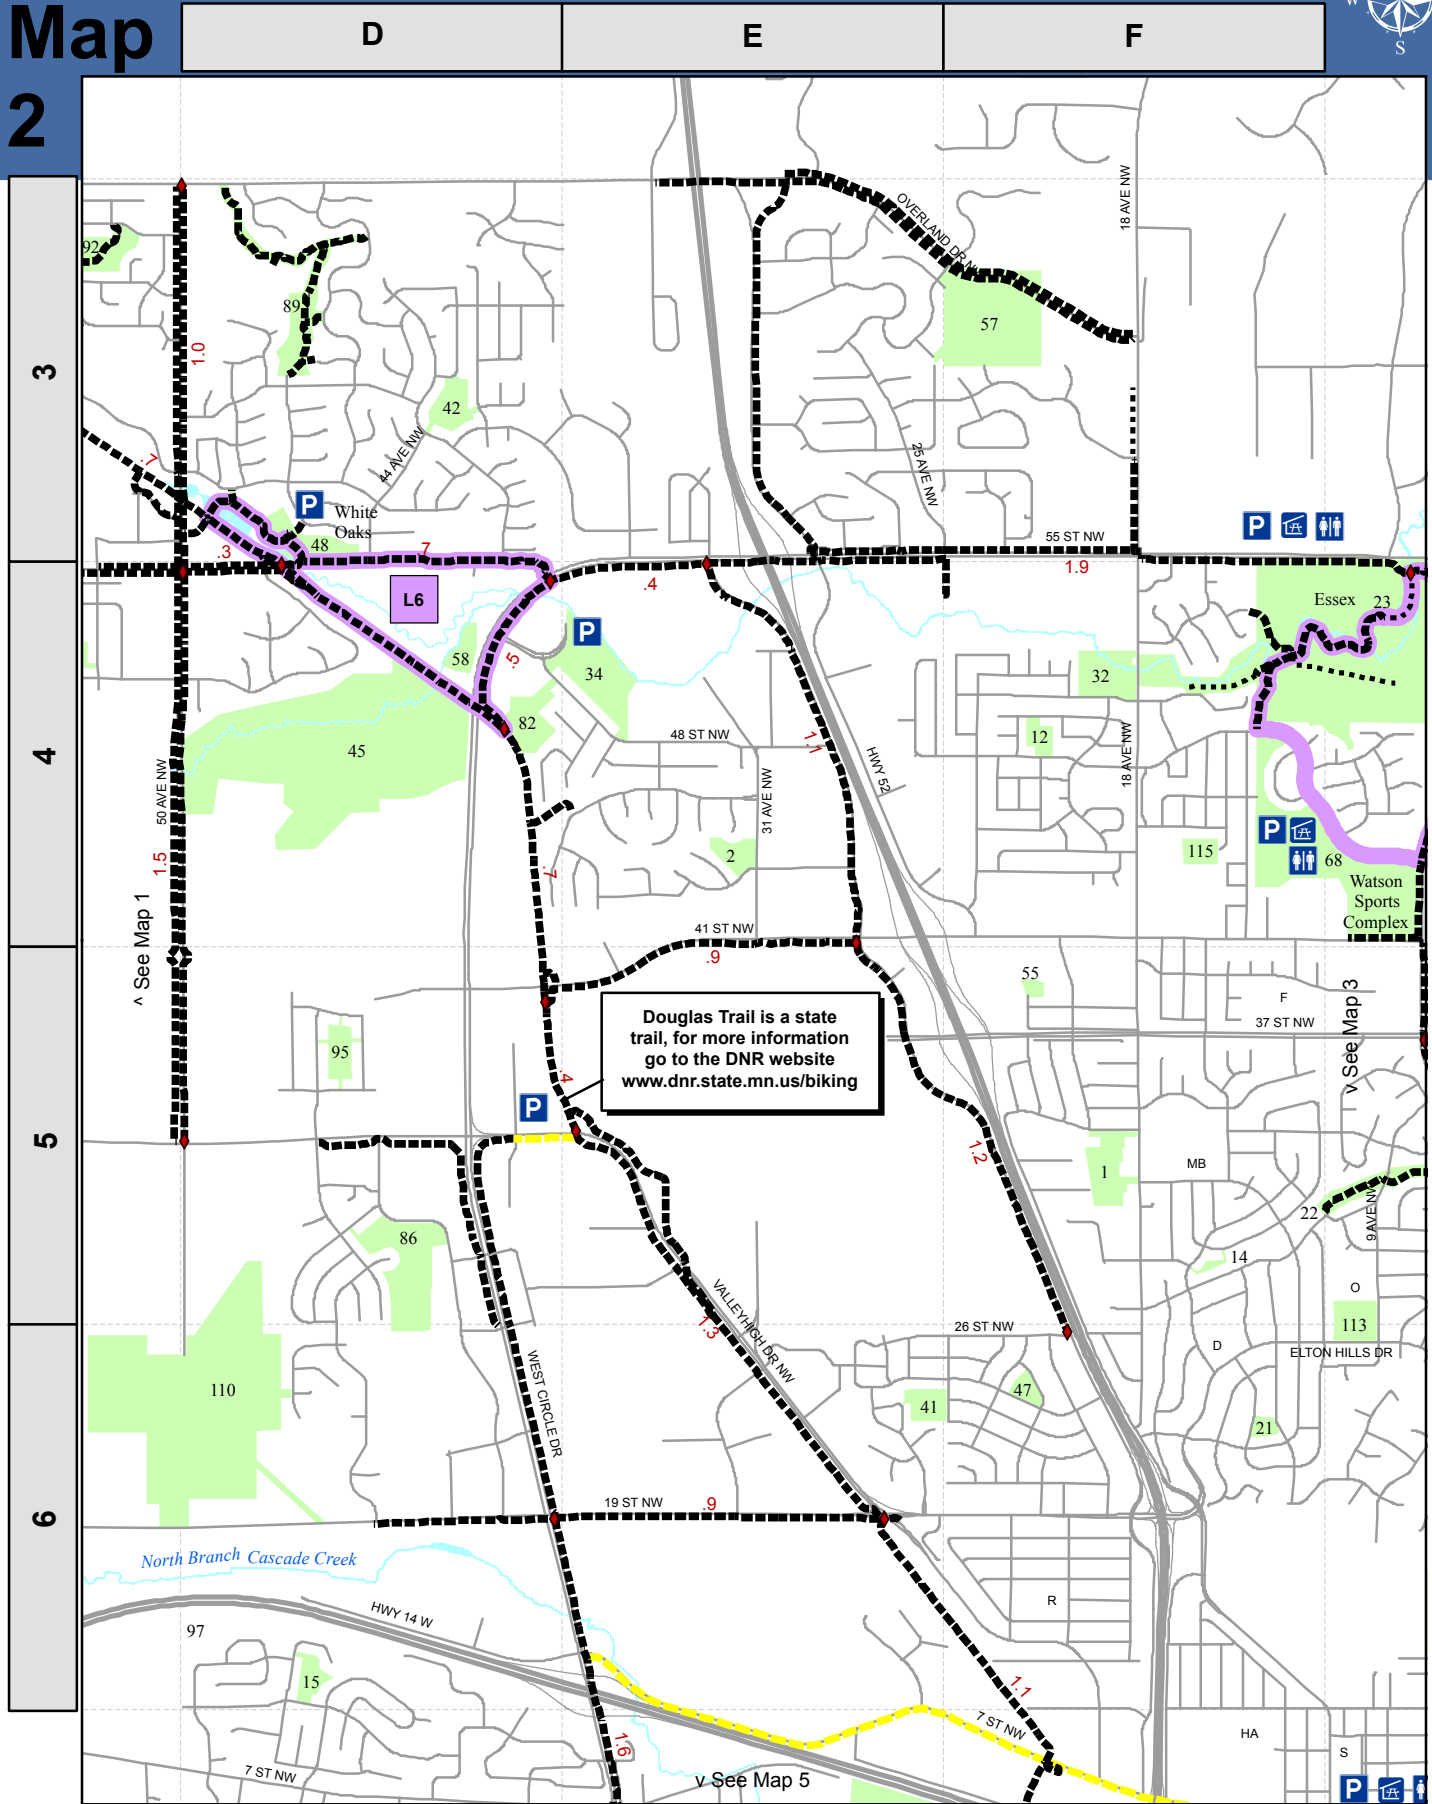 Map
2
D
E
F
W
S
3
4
5
6
18 AVE NW
OVERLAND DR N
92
89
57
1.0
42
44 AVE NW
25 AVE NW
.7
P
White
Oaks
48
.3
.7
L6
.4
55 ST NW
1.9
P
Essex
23
P
58
.5
34
32
82
45
48 ST NW
12
18 AVE NW
1.1
HWY 52
50 AVE NW
31 AVE NW
1.5
2
.7
115
P
68
Watson
Sports
Complex
^ See Map 1
41 ST NW
.9
55
F
37 ST NW
v See Map 3
Douglas Trail is a state
trail, for more information
go to the DNR website
www.dnr.state.mn.us/biking
95
.4
P
1.2
1
MB
22
9 AVE NW
86
14
O
VALLEYHIGH DR NW
1.3
26 ST NW
113
D
ELTON HILLS DR
WEST CIRCLE DR
110
47
41
21
19 ST NW
.9
North Branch Cascade Creek
HWY 14 W
R
97
15
1.1
7 ST NW
1.6
HA
S
7 ST NW
v See Map 5
P